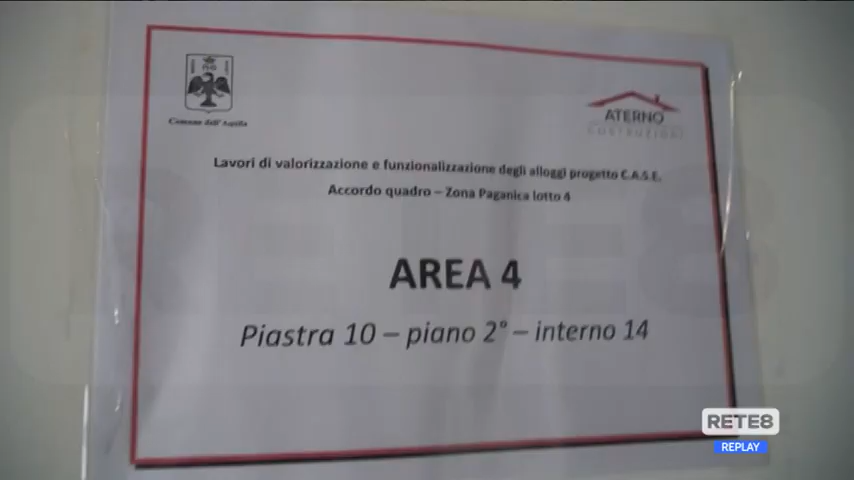 Comune dell'Aquila
ATERNO
COSTRUZIONI
Lavori di valorizzazione e funzionalizzazione degli alloggi progetto C.A.S.E.
Accordo quadro – Zona Paganica lotto 4
AREA 4
Piastra 10 – piano 2° – interno 14
RETE8
REPLAY